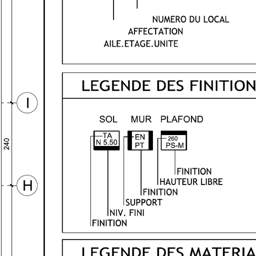 NUMERO DU LOCAL
AFFECTATION
AILE.ETAGE.UNITE
LEGENDE DES FINITION
I
SOL MUR PLAFOND
TA
N 5.50
EN
PT
260
PS-M
240
FINITION
H
HAUTEUR LIBRE
FINITION
SUPPORT
NIV. FINI
FINITION
LEGENDE DES MATERIA